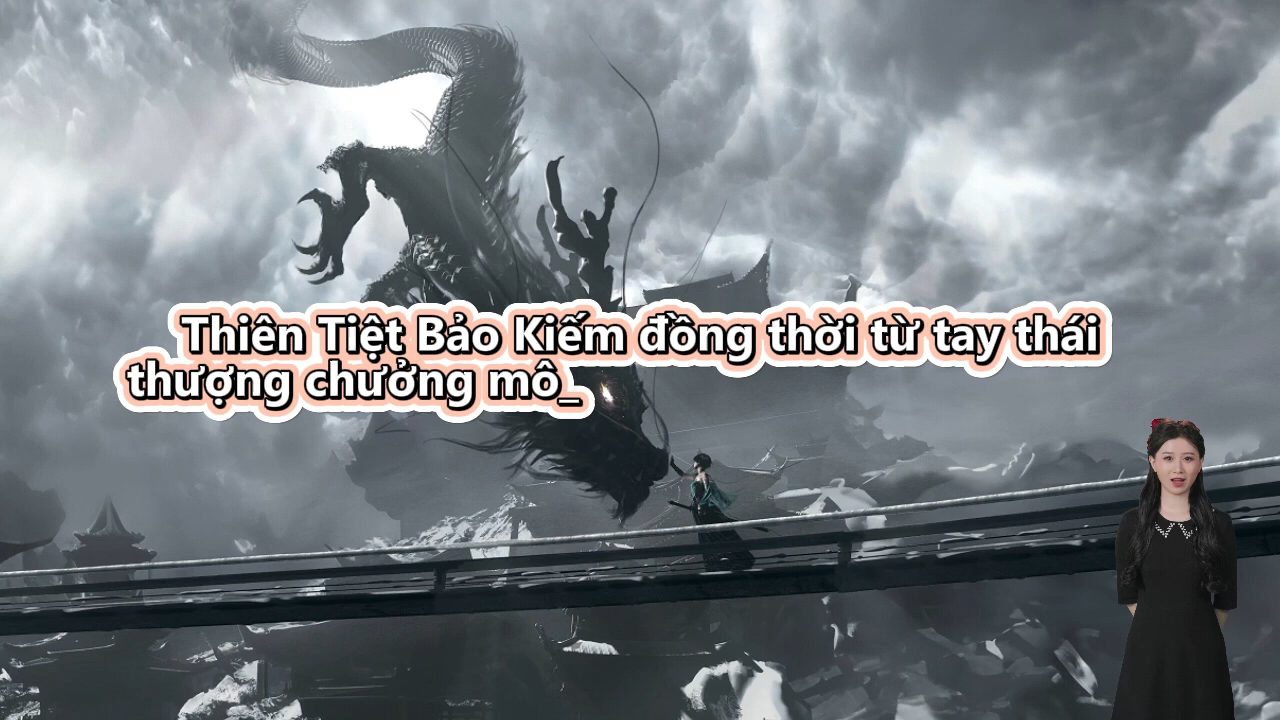 Thiên Tiệt Bảo Kiếm đồng thời từ tay thái
thượng chưởng mô_